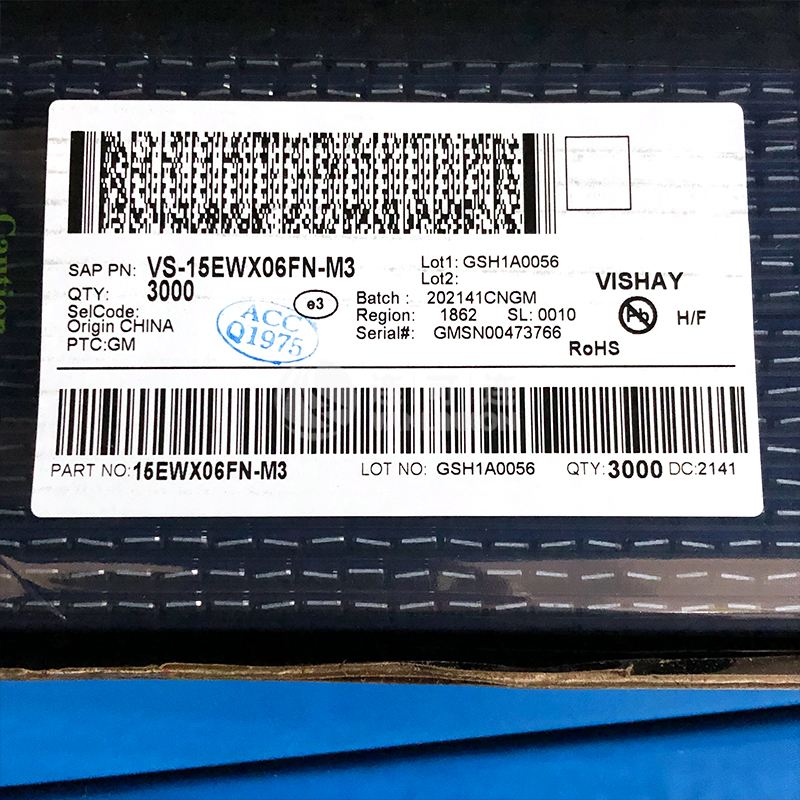 SAP PN: VS-15EWX06FN-M3
QTY: 3000
SelCode:
Origin CHINA
PTC:GM
e3
ACC
Q1975
Lot1: GSH1A0056
Lot2:
Batch : 202141CNGM
Region: 1862 SL: 0010
Serial#: GMSN00473766
VISHAY
Pb
H/F
RoHS
PART NO:15EWX06FN-M3 LOT NO: GSH1A0056 QTY:3000 DC:2141
Caution